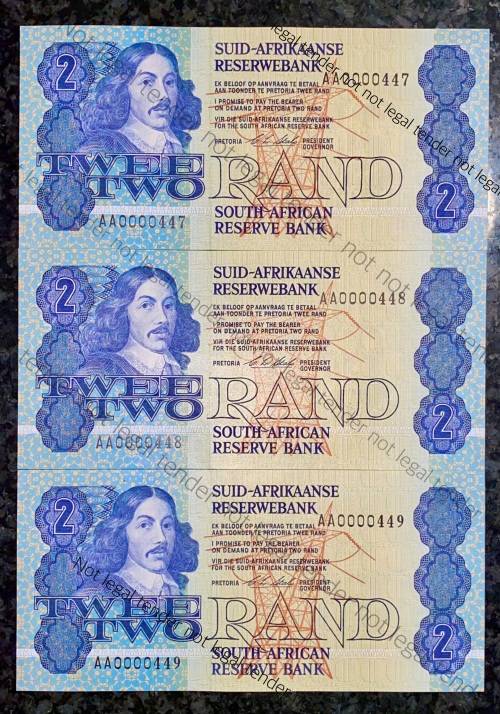 2
SUID-AFRIKAANSE
RESERVEBANK
EK BELOOF OP AANVRAAG TE BETAAL
AAN TOONDER TE PRETORIA TWEE RAND
AA0000447
I PROMISE TO PAY THE BEARER
ON DEMAND AT PRETORIA TWO RAND
VIR DIE SUID-AFRIKAANSE RESERWEBANK
FOR THE SOUTH AFRICAN RESERVE BANK
PRETORIA PRESIDENT
GOVERNOR
TWEE
TWO
RAND
2
AA0000447
SOUTH AFRICAN
RESERVE BANK
2
SUID-AFRIKAANSE
RESERWEBANK
AA0000448
EK BELOOF OP AANVRAAG TE BETAAL
AAN TOONDER TE PRETORIA TWEE RAND
I PROMISE TO PAY THE BEARER
ON DEMAND AT PRETORIA TWO RAND
VIR DIE SUID-AFRIKAANSE RESERWEBANK
FOR THE SOUTH AFRICAN RESERVE BANK
PRETORIA PRESIDENT
GOVERNOR
TWEE
TWO
RAND
2
AA0000448
SOUTH AFRICAN
RESERVE BANK
2
SUID-AFRIKAANSE
RESERWEBANK
AA0000449
EK BELOOF OP AANVRAAG TE BETAAL
AAN TOONDER TE PRETORIA TWEE RAND
I PROMISE TO PAY THE BEARER
ON DEMAND AT PRETORIA TWO RAND
VIR DIE SUID-AFRIKAANSE RESERWEBANK
FOR THE SOUTH AFRICAN RESERVE BANK
PRETORIA PRESIDENT
GOVERNOR
TWEE
TWO
RAND
2
AA0000449
SOUTH AFRICAN
RESERVE BANK
Not legal tender not legal tender not legal tender